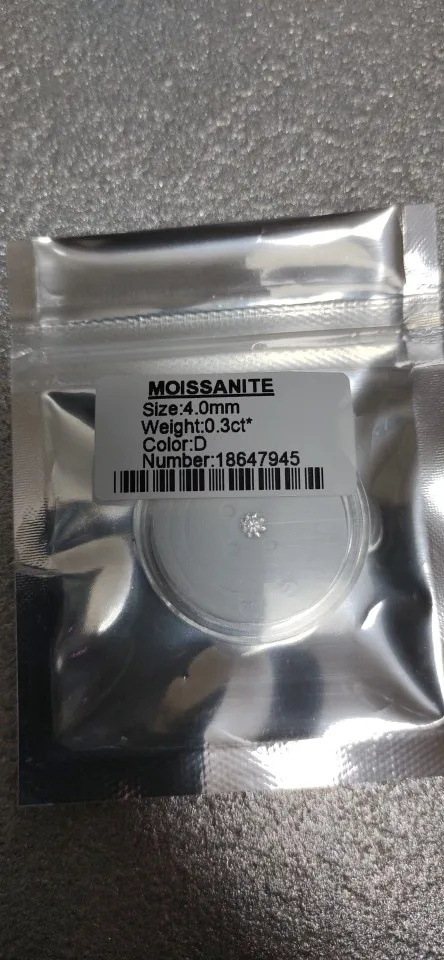 MOISSANITE
Size:4.0mm
Weight:0.3ct*
Color:D
Number:18647945